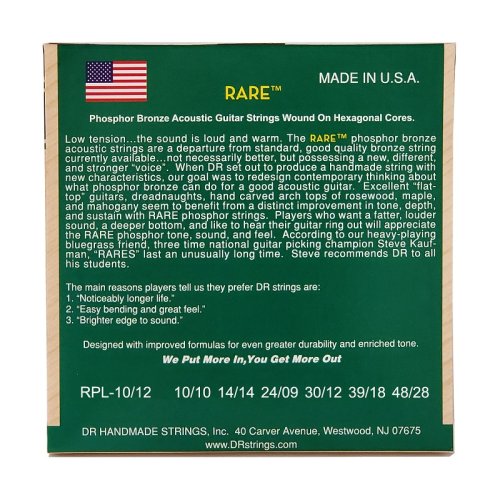 RARE™
MADE IN U.S.A.
Phosphor Bronze Acoustic Guitar Strings Wound On Hexagonal Cores.
Low tension...the sound is loud and warm. The RARE™ phosphor bronze
acoustic strings are a departure from standard, good quality bronze string
currently available...not necessarily better, but possessing a new, different,
and stronger "voice". When DR set out to produce a handmade string with
new characteristics, our goal was to redesign contemporary thinking about
what phosphor bronze can do for a good acoustic guitar. Excellent "flat-
top" guitars, dreadnaughts, hand carved arch tops of rosewood, maple,
and mahogany seem to benefit from a distinct improvement in tone, depth,
and sustain with RARE phosphor strings. Players who want a fatter, louder
sound, a deeper bottom, and like to hear their guitar ring out will appreciate
the RARE phosphor tone, sound, and feel. According to our heavy-playing
bluegrass friend, three time national guitar picking champion Steve Kauf-
man, "RARES" last an unusually long time. Steve recommends DR to all
his students.
The main reasons players tell us they prefer DR strings are:
1. "Noticeably longer life."
2. "Easy bending and great feel."
3. "Brighter edge to sound."
Designed with improved formulas for even greater durability and enriched tone.
We Put More In,You Get More Out
RPL-10/12 10/10 14/14 24/09 30/12 39/18 48/28
DR HANDMADE STRINGS, Inc. 40 Carver Avenue, Westwood, NJ 07675
www.DRstrings.com